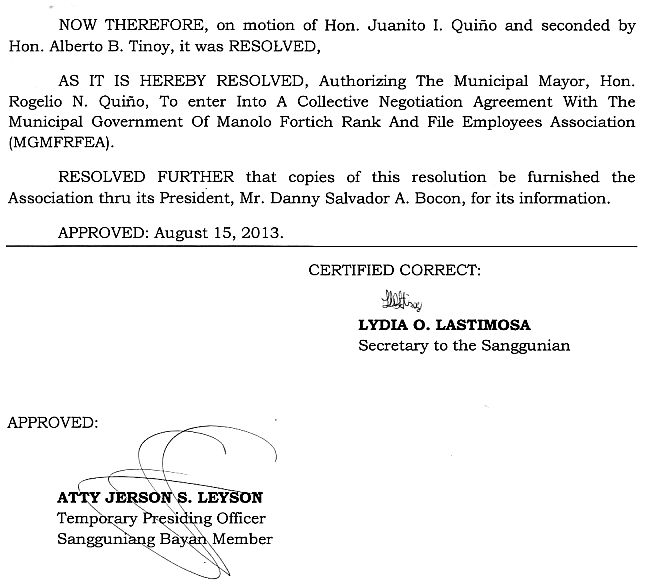 NOW THEREFORE, on motion of Hon. Juanito I. Quiño and seconded by
Hon. Alberto B. Tinoy, it was RESOLVED,
AS IT IS HEREBY RESOLVED, Authorizing The Municipal Mayor, Hon.
Rogelio N. Quiño, To enter Into A Collective Negotiation Agreement With The
Municipal Government Of Manolo Fortich Rank And File Employees Association
(MGMFRFEA).
RESOLVED FURTHER that copies of this resolution be furnished the
Association thru its President, Mr. Danny Salvador A. Bocon, for its information.
APPROVED: August 15, 2013.
CERTIFIED CORRECT:
LYDIA O. LASTIMOSA
Secretary to the Sanggunian
APPROVED:
ATTY JERSON S. LEYSON
Temporary Presiding Officer
Sangguniang Bayan Member